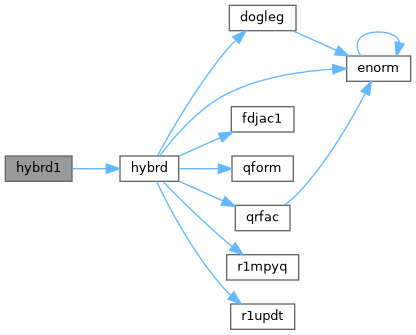 dogleg
enorm
fdjac1
hybrd1
hybrd
qform
qrfac
r1mpyq
r1updt